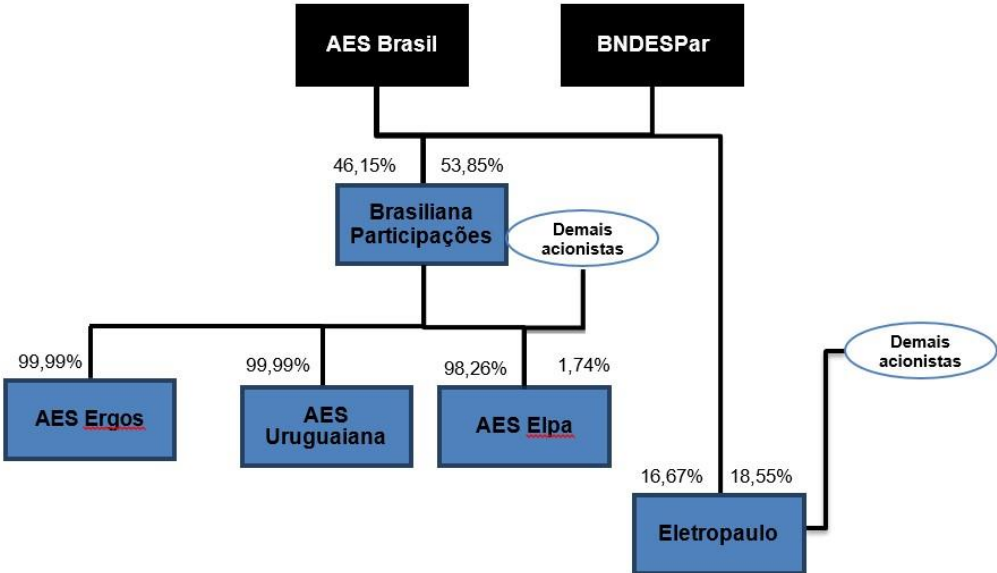 AES Brasil
BNDESPar
46,15%
53,85%
Brasiliana
Participações
Demais
acionistas
Demais
acionistas
99,99%
99,99%
98,26%
1,74%
AES Ergos
AES
Uruguaiana
AES Elpa
16,67%
18,55%
Eletropaulo